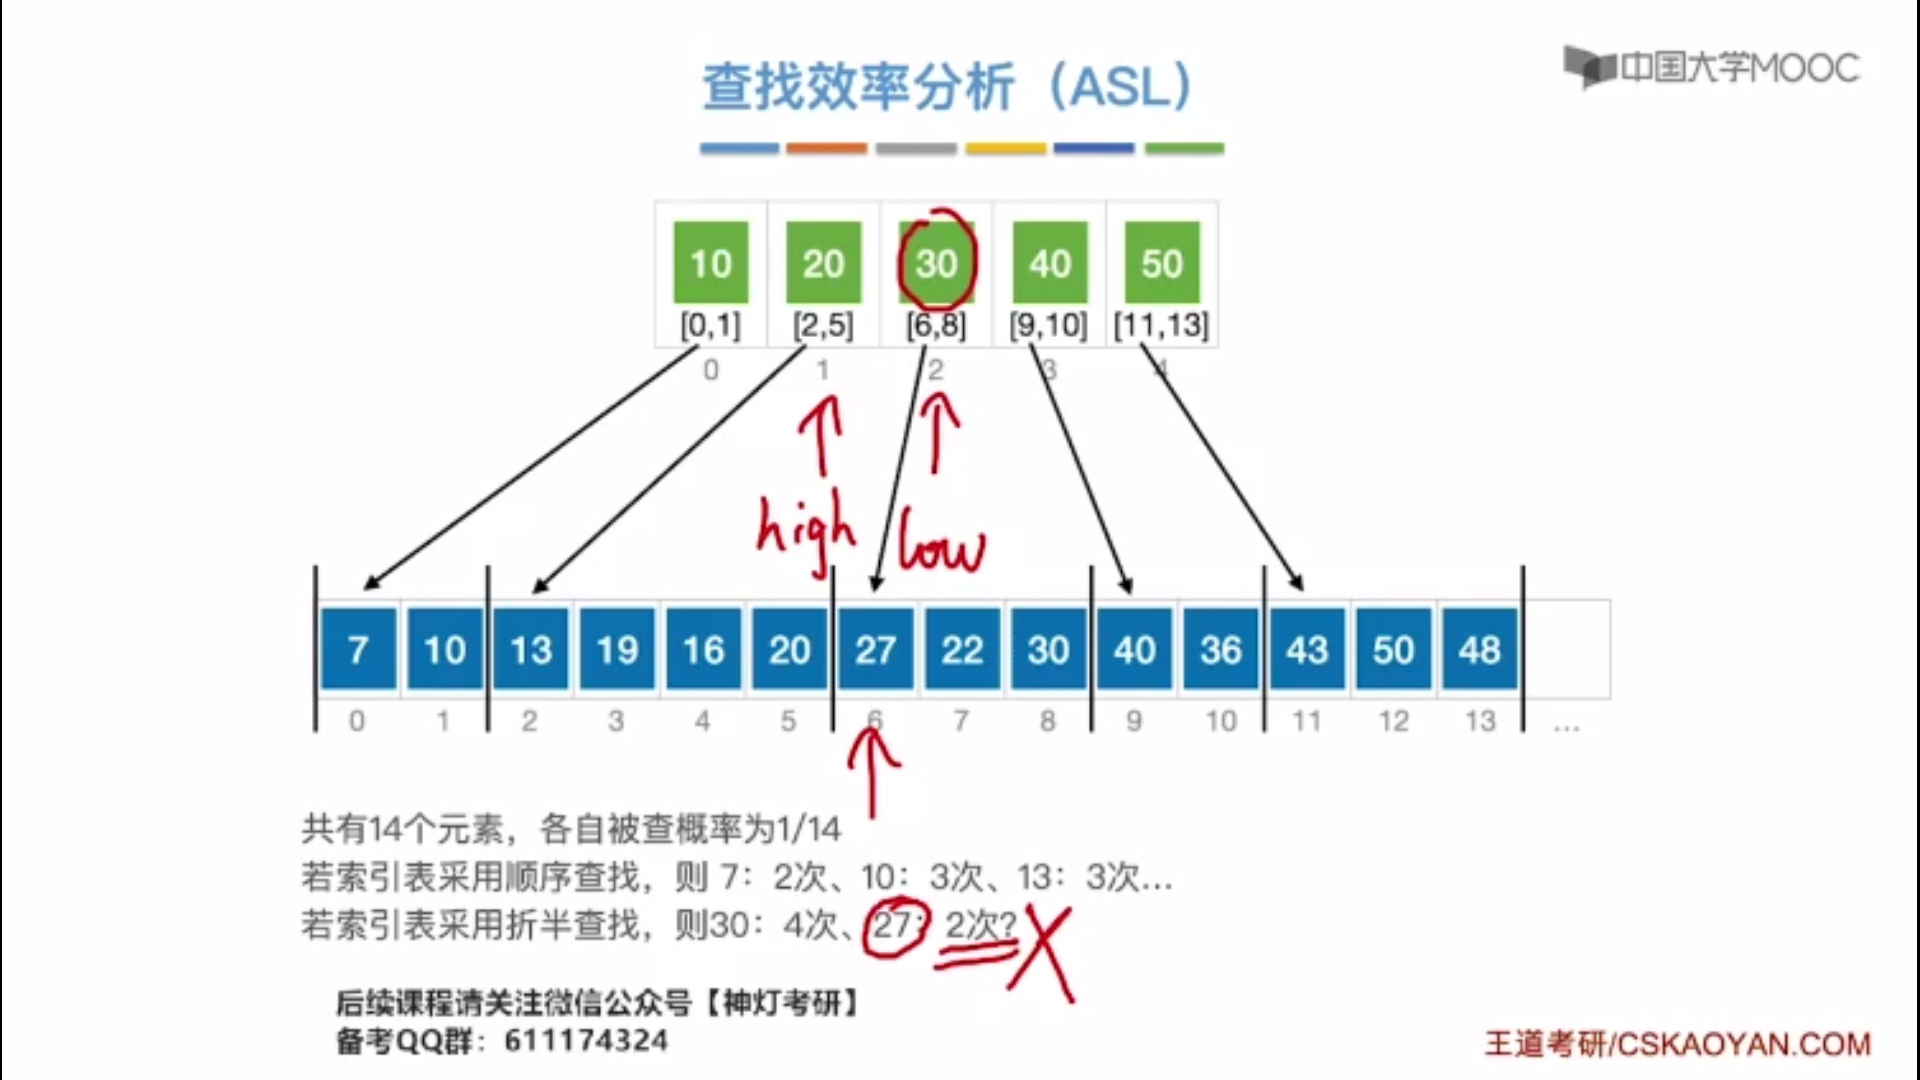 查找效率分析（ASL）
中国大学MOOC
10 20 30 40 50
[0,1] [2,5] [6,8] [9,10] [11,13]
0 1 2 3 4
high low
7 10 13 19 16 20 27 22 30 40 36 43 50 48
0 1 2 3 4 5 6 7 8 9 10 11 12 13 ...
共有14个元素，各自被查概率为1/14
若索引表采用顺序查找，则 7：2次、10：3次、13：3次...
若索引表采用折半查找，则30：4次、27：2次?
后续课程请关注微信公众号【神灯考研】
备考QQ群：611174324
王道考研/CSKAOYAN.COM